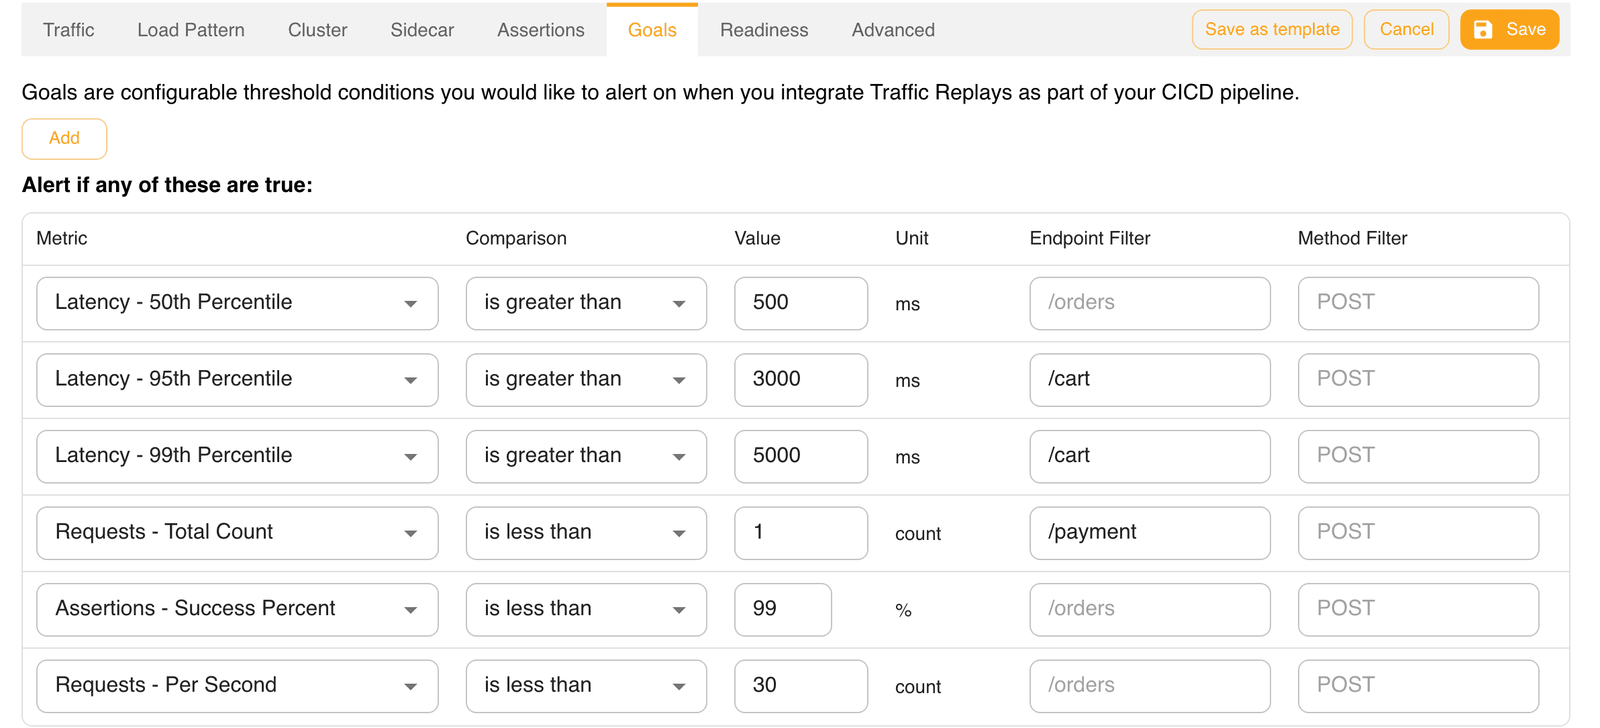 Traffic Load Pattern Cluster Sidecar Assertions Goals Readiness Advanced Save as template Cancel Save
Goals are configurable threshold conditions you would like to alert on when you integrate Traffic Replays as part of your CICD pipeline.
Add
Alert if any of these are true:
Metric Comparison Value Unit Endpoint Filter Method Filter
Latency - 50th Percentile is greater than 500 ms /orders POST
Latency - 95th Percentile is greater than 3000 ms /cart POST
Latency - 99th Percentile is greater than 5000 ms /cart POST
Requests - Total Count is less than 1 count /payment POST
Assertions - Success Percent is less than 99 % /orders POST
Requests - Per Second is less than 30 count /orders POST